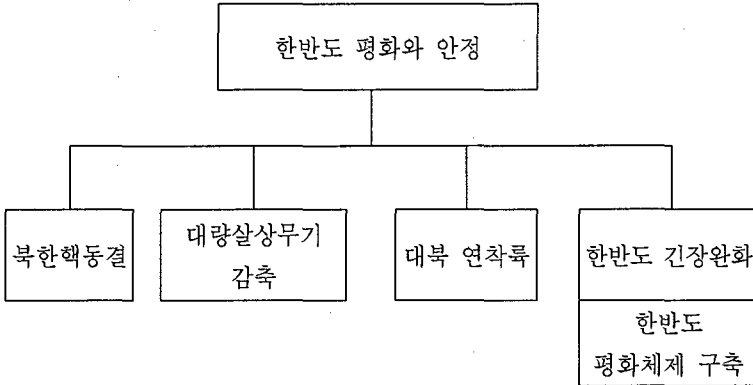 한반도 평화와 안정
북한핵동결
대량살상무기
감축
대북 연착륙
한반도 긴장완화
한반도
평화체제 구축